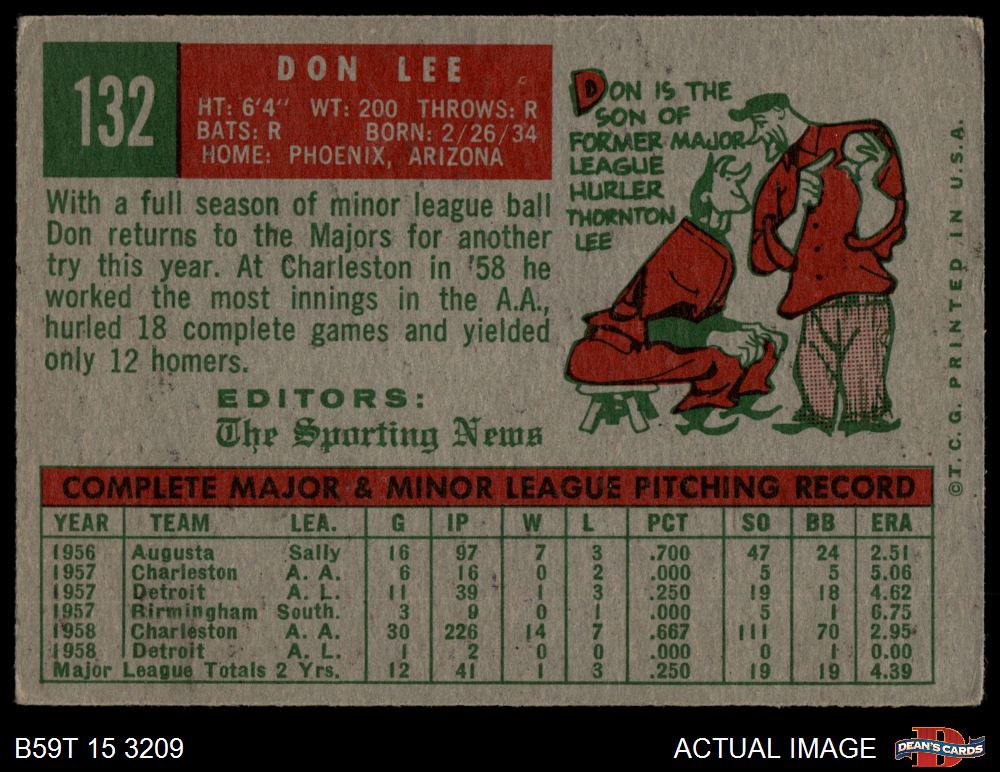 132
DON LEE
HT: 6'4" WT: 200 THROWS: R
BATS: R BORN: 2/26/34
HOME: PHOENIX, ARIZONA
With a full season of minor league ball
Don returns to the Majors for another
try this year. At Charleston in '58 he
worked the most innings in the A.A.,
hurled 18 complete games and yielded
only 12 homers.
EDITORS:
The Sporting News
DON IS THE
SON OF
FORMER MAJOR
LEAGUE
HURLER
THORNTON
LEE
© T. C. G. PRINTED IN U.S.A.
COMPLETE MAJOR & MINOR LEAGUE PITCHING RECORD
YEAR TEAM LEA. G IP W L PCT SO BB ERA
1956 Augusta Sally 16 97 7 3 .700 47 24 2.51
1957 Charleston A. A. 6 16 0 2 .000 5 5 5.06
1957 Detroit A. L. 11 39 1 3 .250 19 18 4.62
1957 Birmingham South. 3 9 0 1 .000 5 1 6.75
1958 Charleston A. A. 30 226 14 7 .667 111 70 2.95
1958 Detroit A. L. 1 2 0 0 .000 0 1 0.00
Major League Totals 2 Yrs. 12 41 1 3 .250 19 19 4.39
B59T 15 3209
ACTUAL IMAGE
DEAN'S CARDS